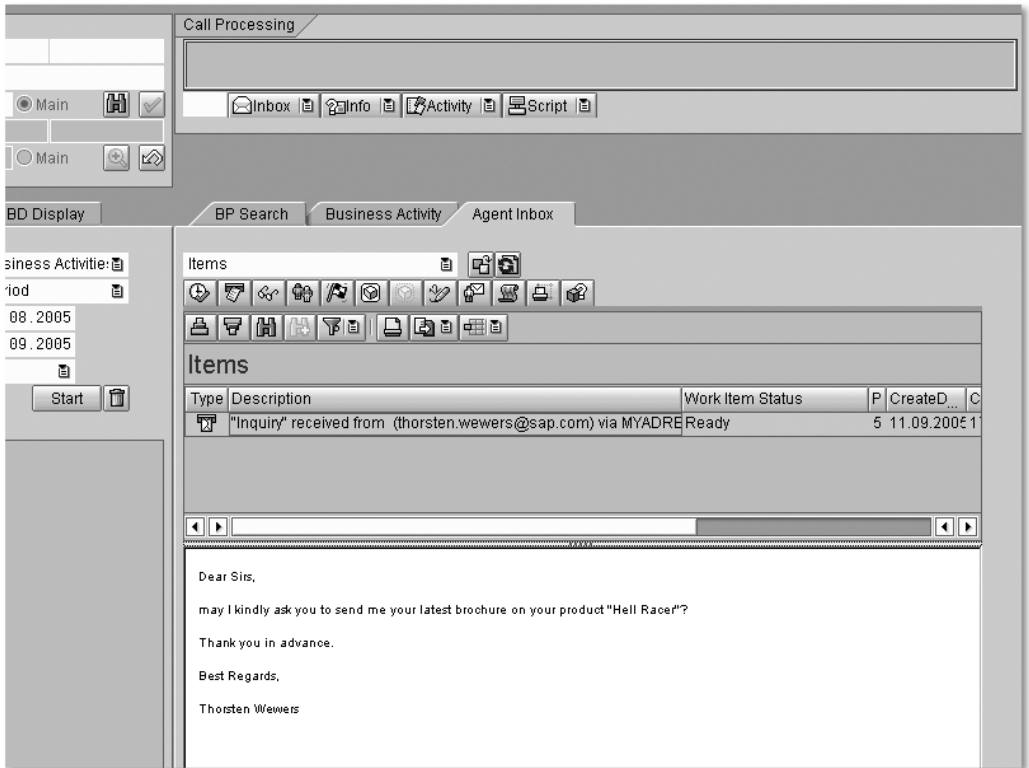 Call Processing
Main
Inbox Info Activity Script
Main
BD Display
BP Search Business Activity Agent Inbox
siness Activitie:
Items
riod
08.2005
09.2005
Items
Start
Type Description Work Item Status P CreateD... C
"Inquiry" received from (thorsten.wewers@sap.com) via MYADRE Ready 5 11.09.2005 1
Dear Sirs,
may I kindly ask you to send me your latest brochure on your product "Hell Racer"?
Thank you in advance.
Best Regards,
Thorsten Wewers